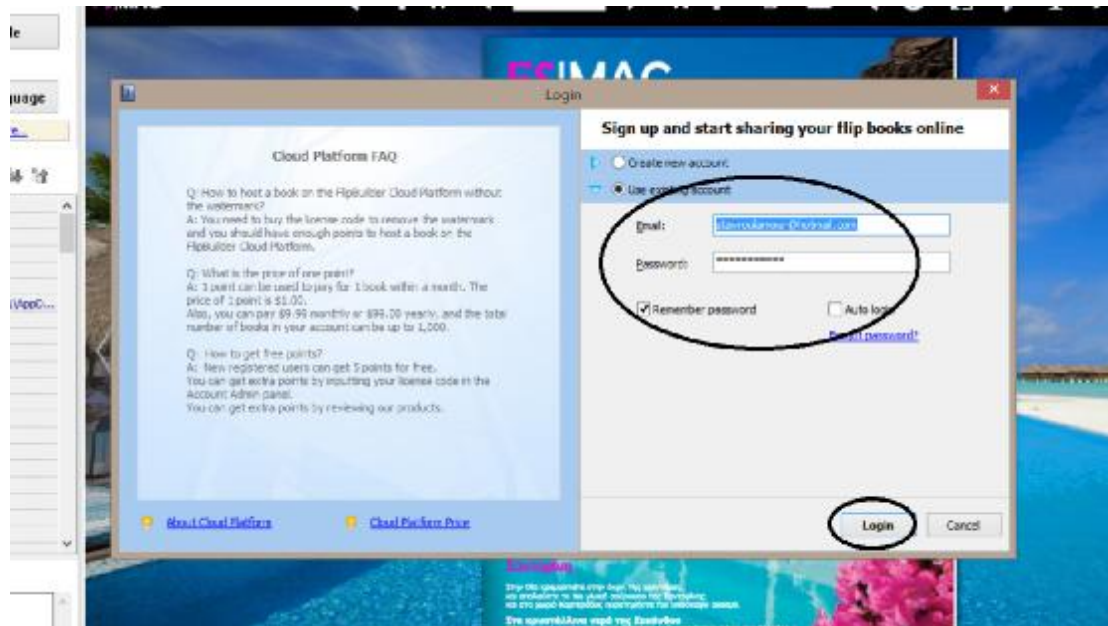 le
guage
ESIMAG
Login
Sign up and start sharing your flip books online
Cloud Platform FAQ
Create new account
Use existing account
Q: How to host a book on the FlipBuilder Cloud Platform without
the watermark?
A: You need to buy the license code to remove the watermark
and you should have enough points to host a book on the
FlipBuilder Cloud Platform.
Email:
Password:
***********
Q: What is the price of one point?
A: 1 point can be used to pay for 1 book within a month. The
price of 1 point is $1.00.
Also, you can pay $9.99 monthly or $99.00 yearly, and the total
number of books in your account can be up to 1,000.
Remember password
Auto login
Forgot password?
Q: How to get free points?
A: New registered users can get 5 points for free.
You can get extra points by inputting your license code in the
Account Admin panel.
You can get extra points by reviewing our products.
About Cloud Platform
Cloud Platform Price
Login
Cancel